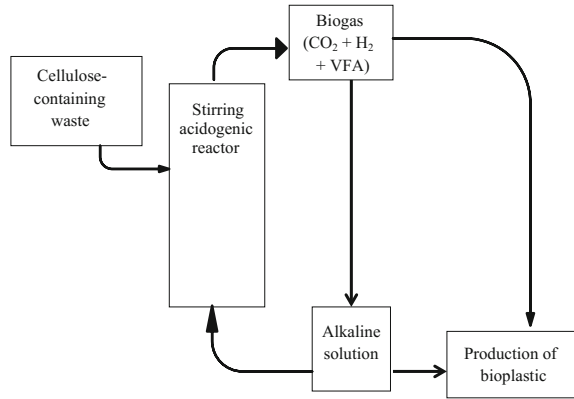 Cellulose-
containing
waste
Stirring
acidogenic
reactor
Biogas
(CO₂ + H₂
+ VFA)
Alkaline
solution
Production of
bioplastic